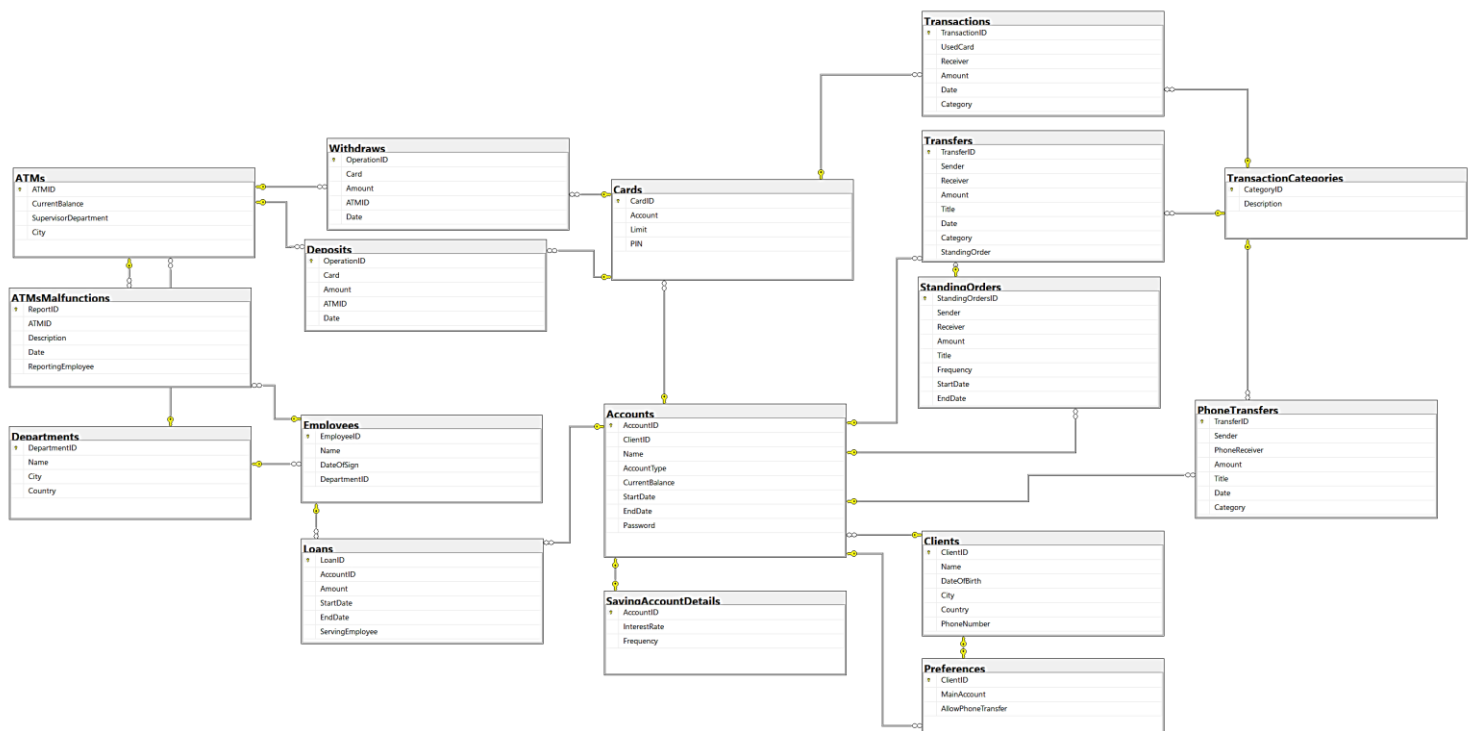 Transactions
TransactionID
UsedCard
Receiver
Amount
Date
Category
Transfers
TransferID
Sender
Receiver
Amount
Title
Date
Category
StandingOrder
Withdraws
OperationID
Card
Amount
ATMID
Date
ATMs
ATMID
CurrentBalance
SupervisorDepartment
City
Cards
CardID
Account
Limit
PIN
TransactionCategories
CategoryID
Description
Deposits
OperationID
Card
Amount
ATMID
Date
StandingOrders
StandingOrdersID
Sender
Receiver
Amount
Title
Frequency
StartDate
EndDate
ATMsMalfunctions
ReportID
ATMID
Description
Date
ReportingEmployee
Accounts
AccountID
ClientID
Name
AccountType
CurrentBalance
StartDate
EndDate
Password
PhoneTransfers
TransferID
Sender
PhoneReceiver
Amount
Title
Date
Category
Employees
EmployeeID
Name
DateOfSign
DepartmentID
Departments
DepartmentID
Name
City
Country
Loans
LoanID
AccountID
Amount
StartDate
EndDate
ServingEmployee
Clients
ClientID
Name
DateOfBirth
City
Country
PhoneNumber
SavingAccountDetails
AccountID
InterestRate
Frequency
Preferences
ClientID
MainAccount
AllowPhoneTransfer